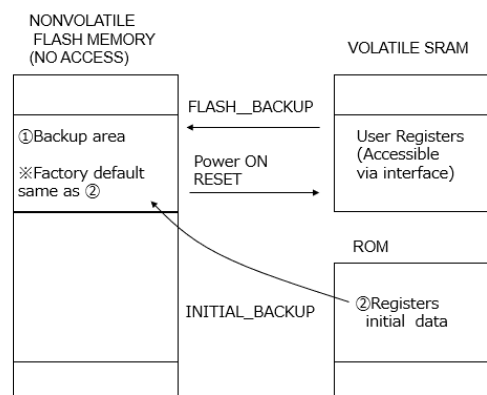 NONVOLATILE
FLASH MEMORY
(NO ACCESS)
VOLATILE SRAM
FLASH__BACKUP
①Backup area
※Factory default
same as ②
Power ON
RESET
User Registers
(Accessible
via interface)
ROM
INITIAL_BACKUP
②Registers
initial data